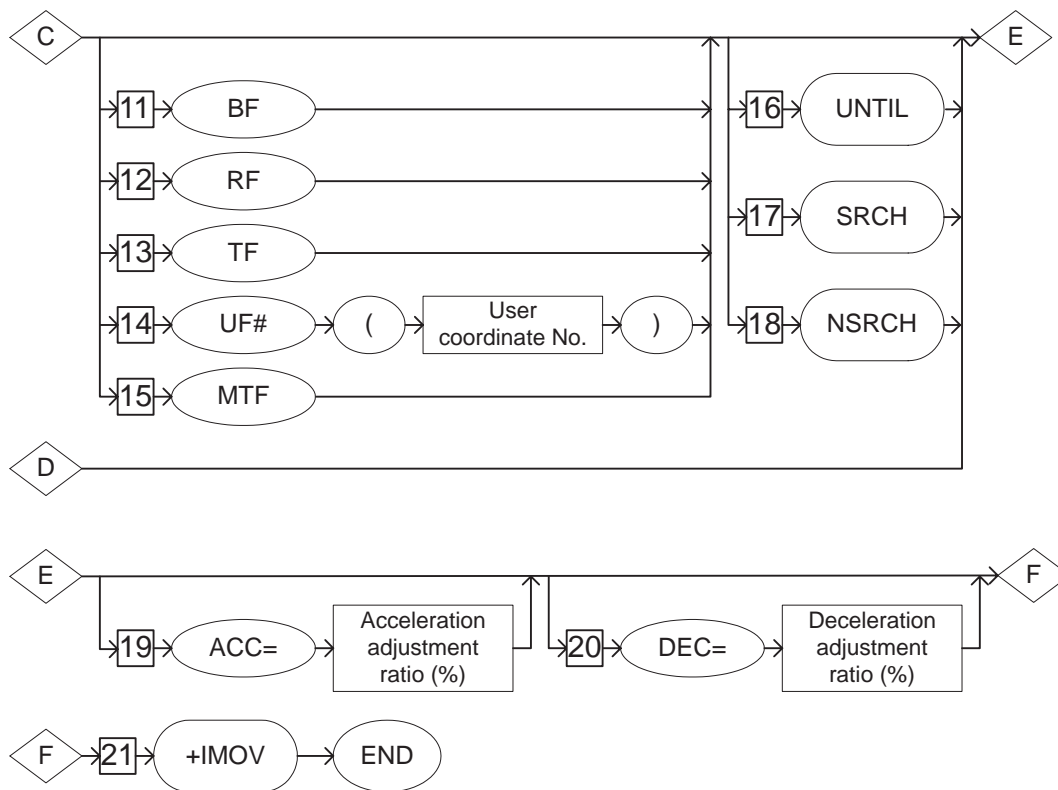 C
E
11
BF
16
UNTIL
12
RF
17
SRCH
13
TF
14
UF#
(
User
coordinate No.
)
18
NSRCH
15
MTF
D
E
F
19
ACC=
Acceleration
adjustment
ratio (%)
20
DEC=
Deceleration
adjustment
ratio (%)
F
21
+IMOV
END